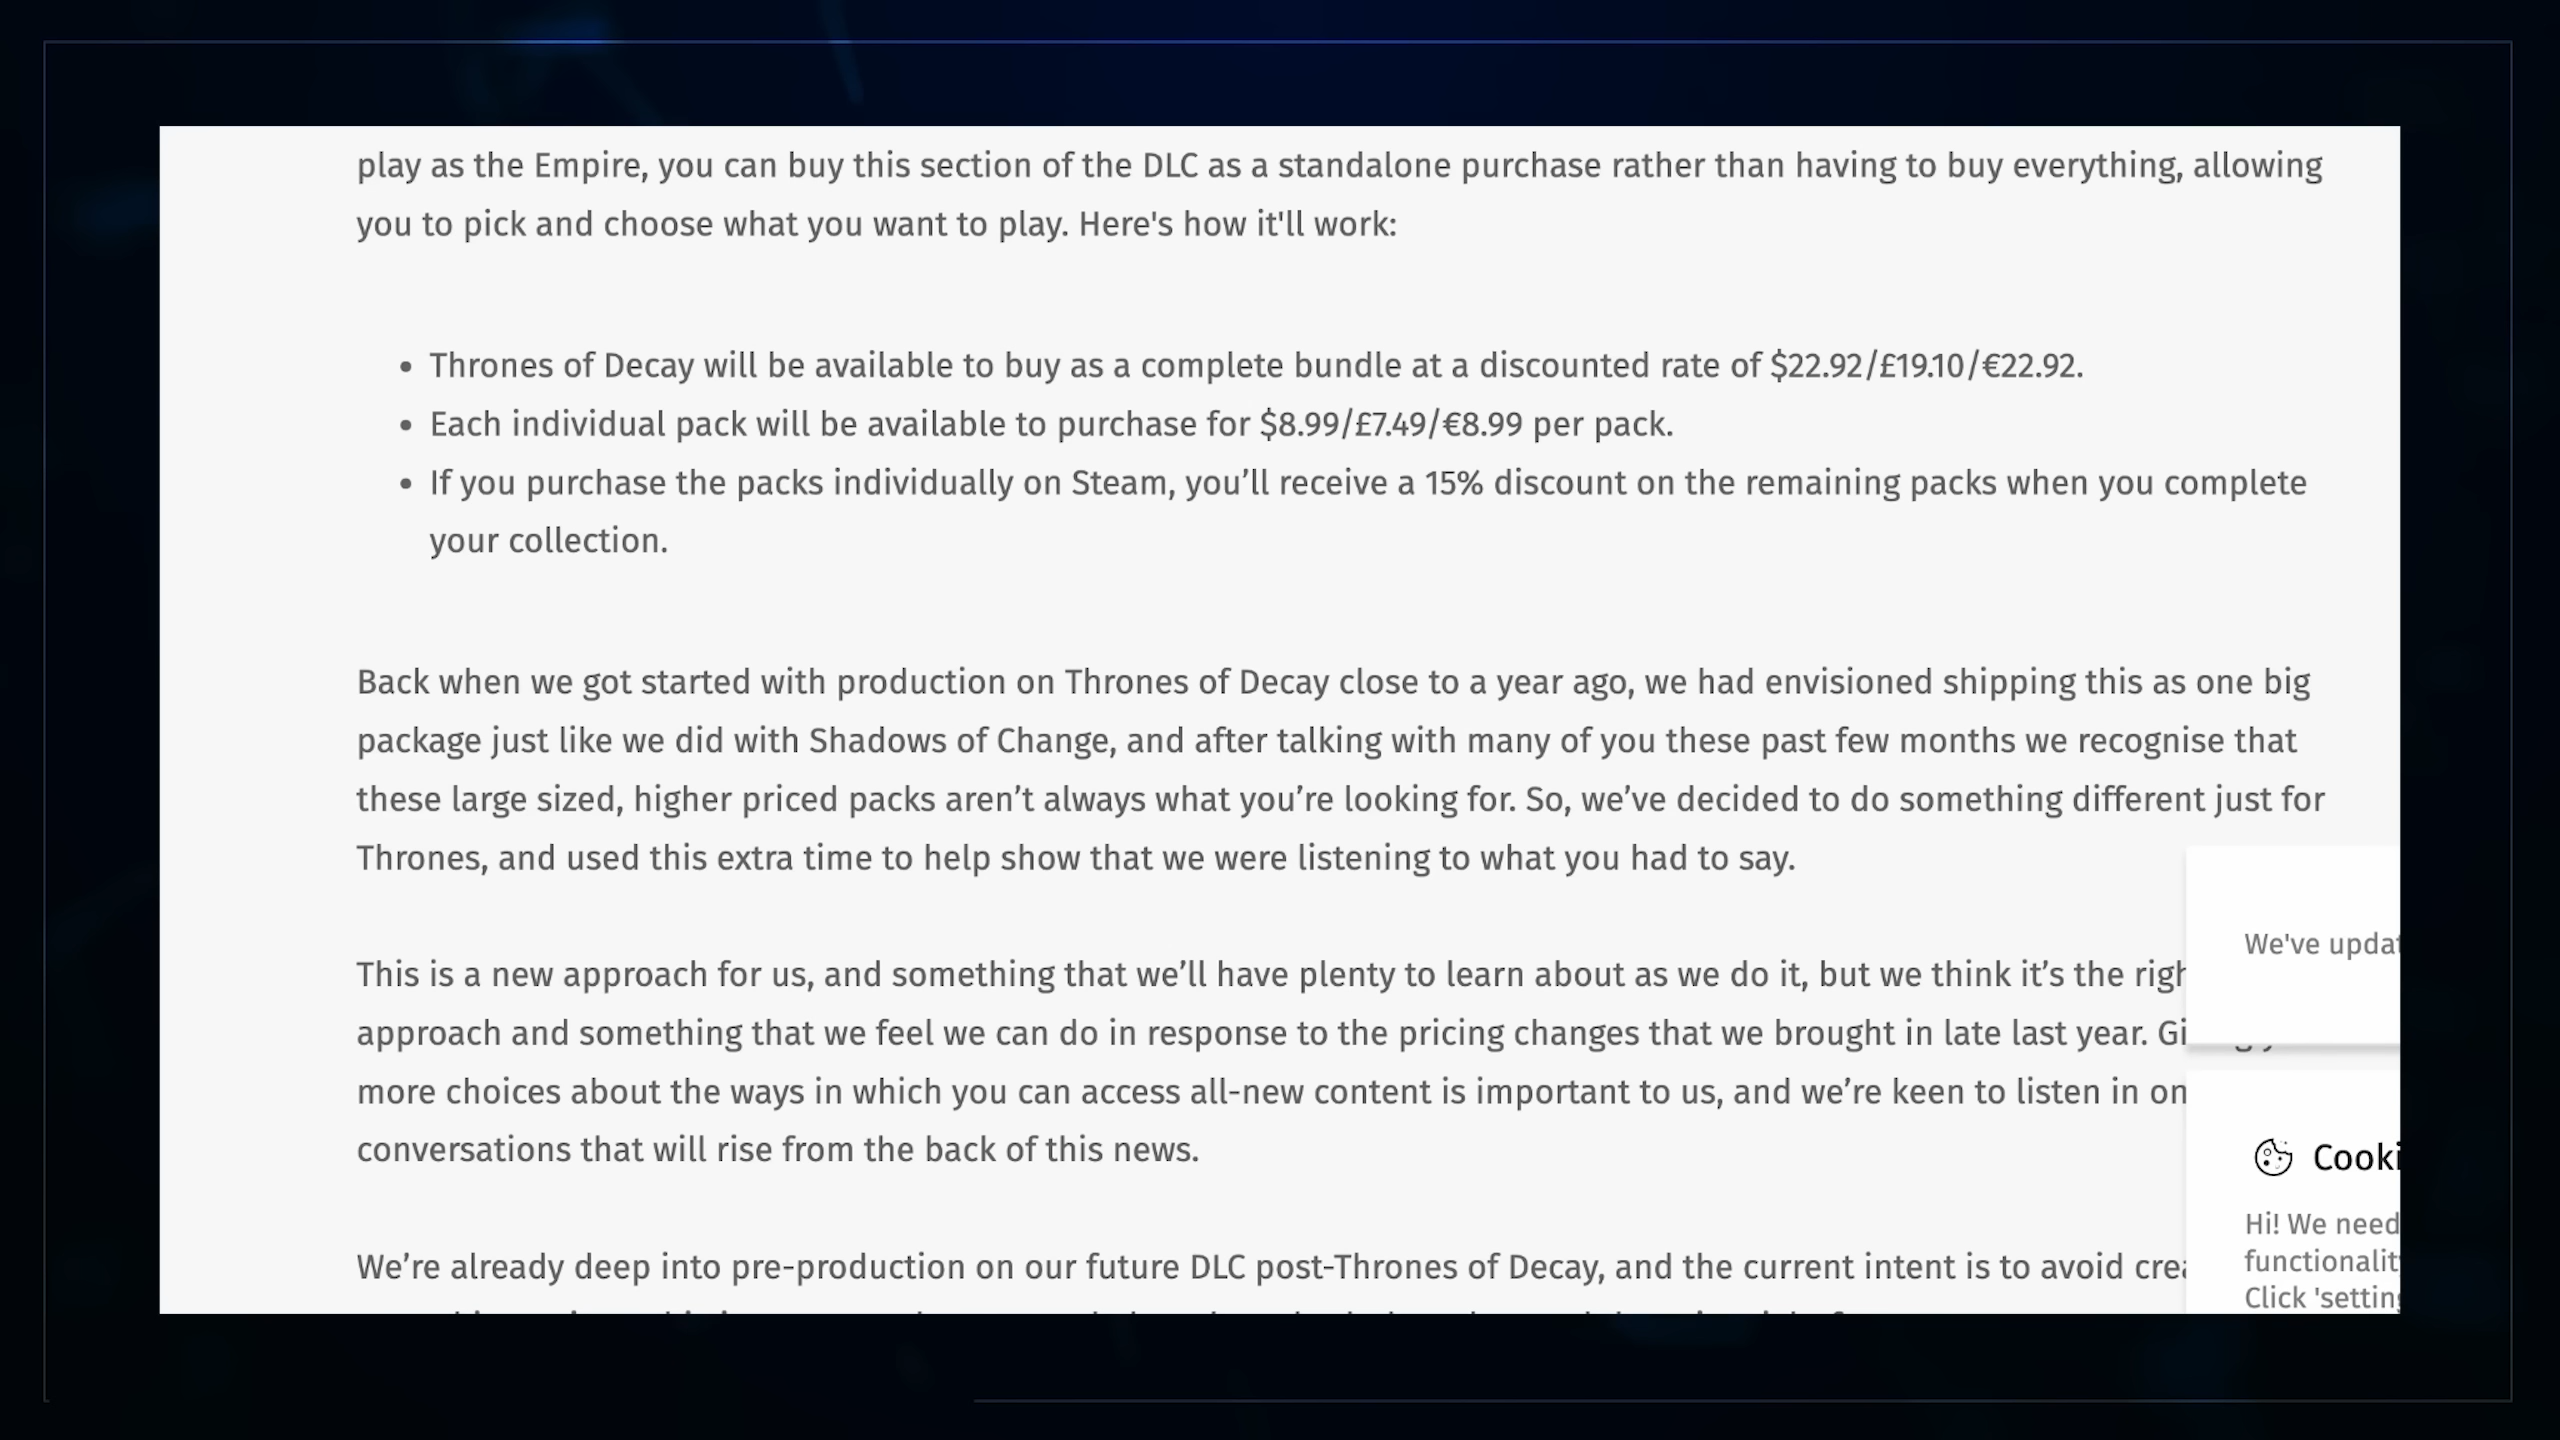 play as the Empire, you can buy this section of the DLC as a standalone purchase rather than having to buy everything, allowing
you to pick and choose what you want to play. Here's how it'll work:
• Thrones of Decay will be available to buy as a complete bundle at a discounted rate of $22.92/£19.10/€22.92.
• Each individual pack will be available to purchase for $8.99/£7.49/€8.99 per pack.
• If you purchase the packs individually on Steam, you’ll receive a 15% discount on the remaining packs when you complete
your collection.
Back when we got started with production on Thrones of Decay close to a year ago, we had envisioned shipping this as one big
package just like we did with Shadows of Change, and after talking with many of you these past few months we recognise that
these large sized, higher priced packs aren’t always what you’re looking for. So, we’ve decided to do something different just for
Thrones, and used this extra time to help show that we were listening to what you had to say.
This is a new approach for us, and something that we’ll have plenty to learn about as we do it, but we think it’s the righ
approach and something that we feel we can do in response to the pricing changes that we brought in late last year. Gi
more choices about the ways in which you can access all-new content is important to us, and we’re keen to listen in on
conversations that will rise from the back of this news.
We’re already deep into pre-production on our future DLC post-Thrones of Decay, and the current intent is to avoid crea
We've updat
Cooki
Hi! We need
functionalit
Click 'setting